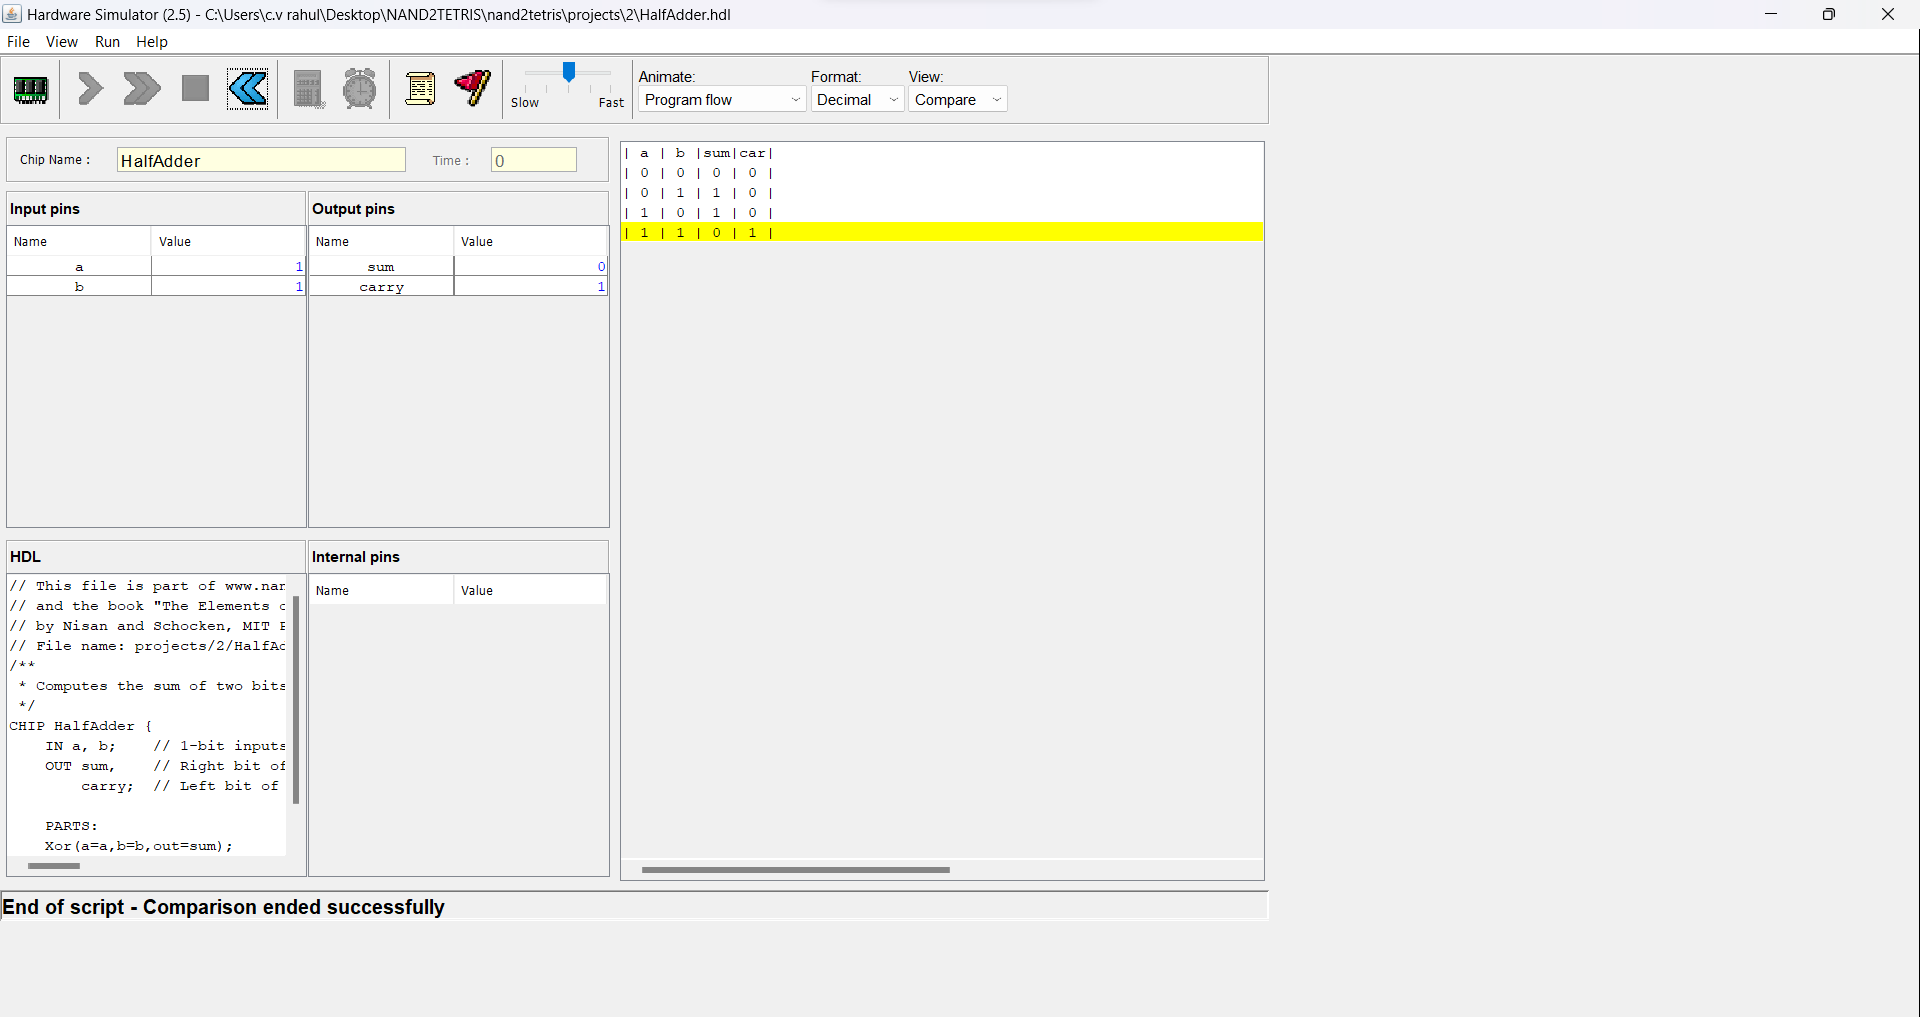 Hardware Simulator (2.5) - C:\Users\c.v rahul\Desktop\NAND2TETRIS\nand2tetris\projects\2\HalfAdder.hdl
File View Run Help
Animate: Format: View:
Slow Fast Program flow Decimal Compare
Chip Name : HalfAdder Time : 0
Input pins
Name Value
a 1
b 1
Output pins
Name Value
sum 0
carry 1
| a | b |sum|car|
| 0 | 0 | 0 | 0 |
| 0 | 1 | 1 | 0 |
| 1 | 0 | 1 | 0 |
| 1 | 1 | 0 | 1 |
HDL
// This file is part of www.nan
// and the book "The Elements
// by Nisan and Schocken, MIT
// File name: projects/2/HalfAd
/**
* Computes the sum of two bits
*/
CHIP HalfAdder {
IN a, b; // 1-bit inputs
OUT sum, // Right bit of
carry; // Left bit of
PARTS:
Xor(a=a,b=b,out=sum);
Internal pins
Name Value
End of script - Comparison ended successfully